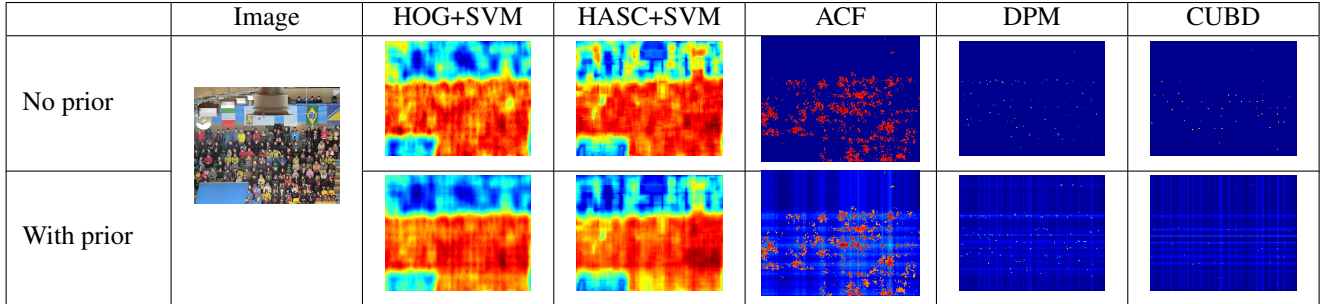 Image HOG+SVM HASC+SVM ACF DPM CUBD
No prior
With prior